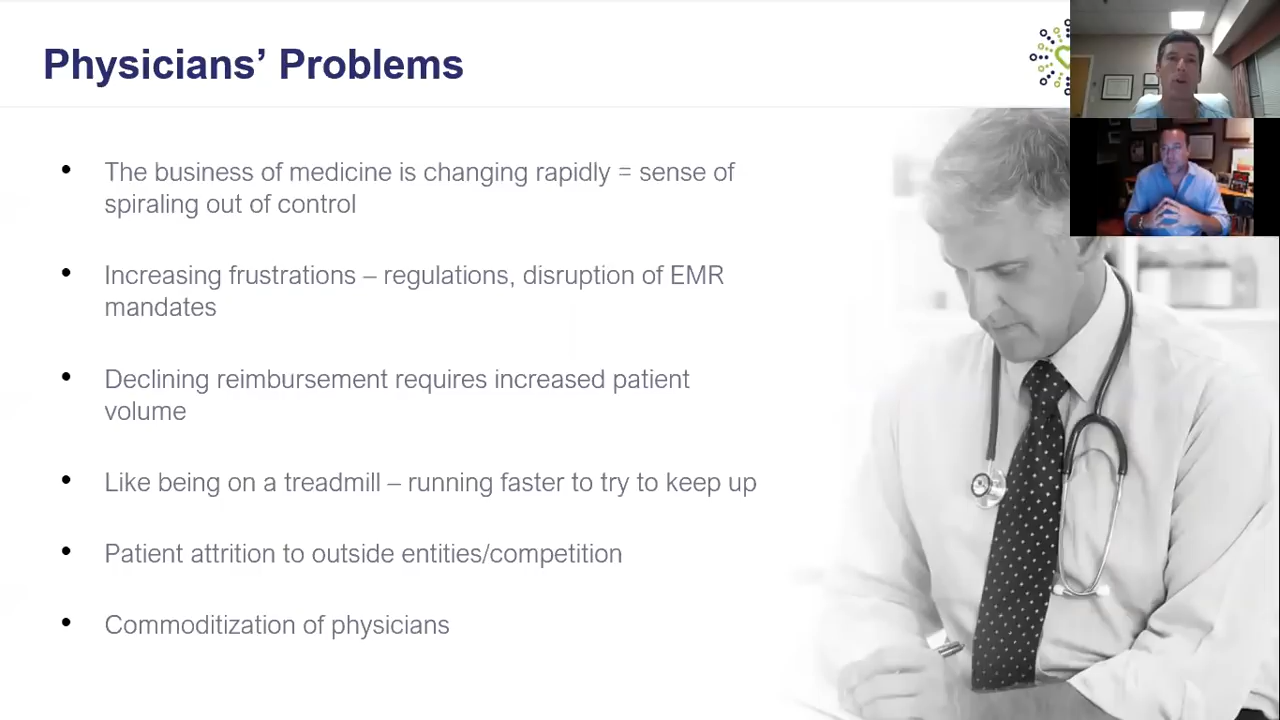 Physicians’ Problems
• The business of medicine is changing rapidly = sense of
spiraling out of control
• Increasing frustrations – regulations, disruption of EMR
mandates
• Declining reimbursement requires increased patient
volume
• Like being on a treadmill – running faster to try to keep up
• Patient attrition to outside entities/competition
• Commoditization of physicians